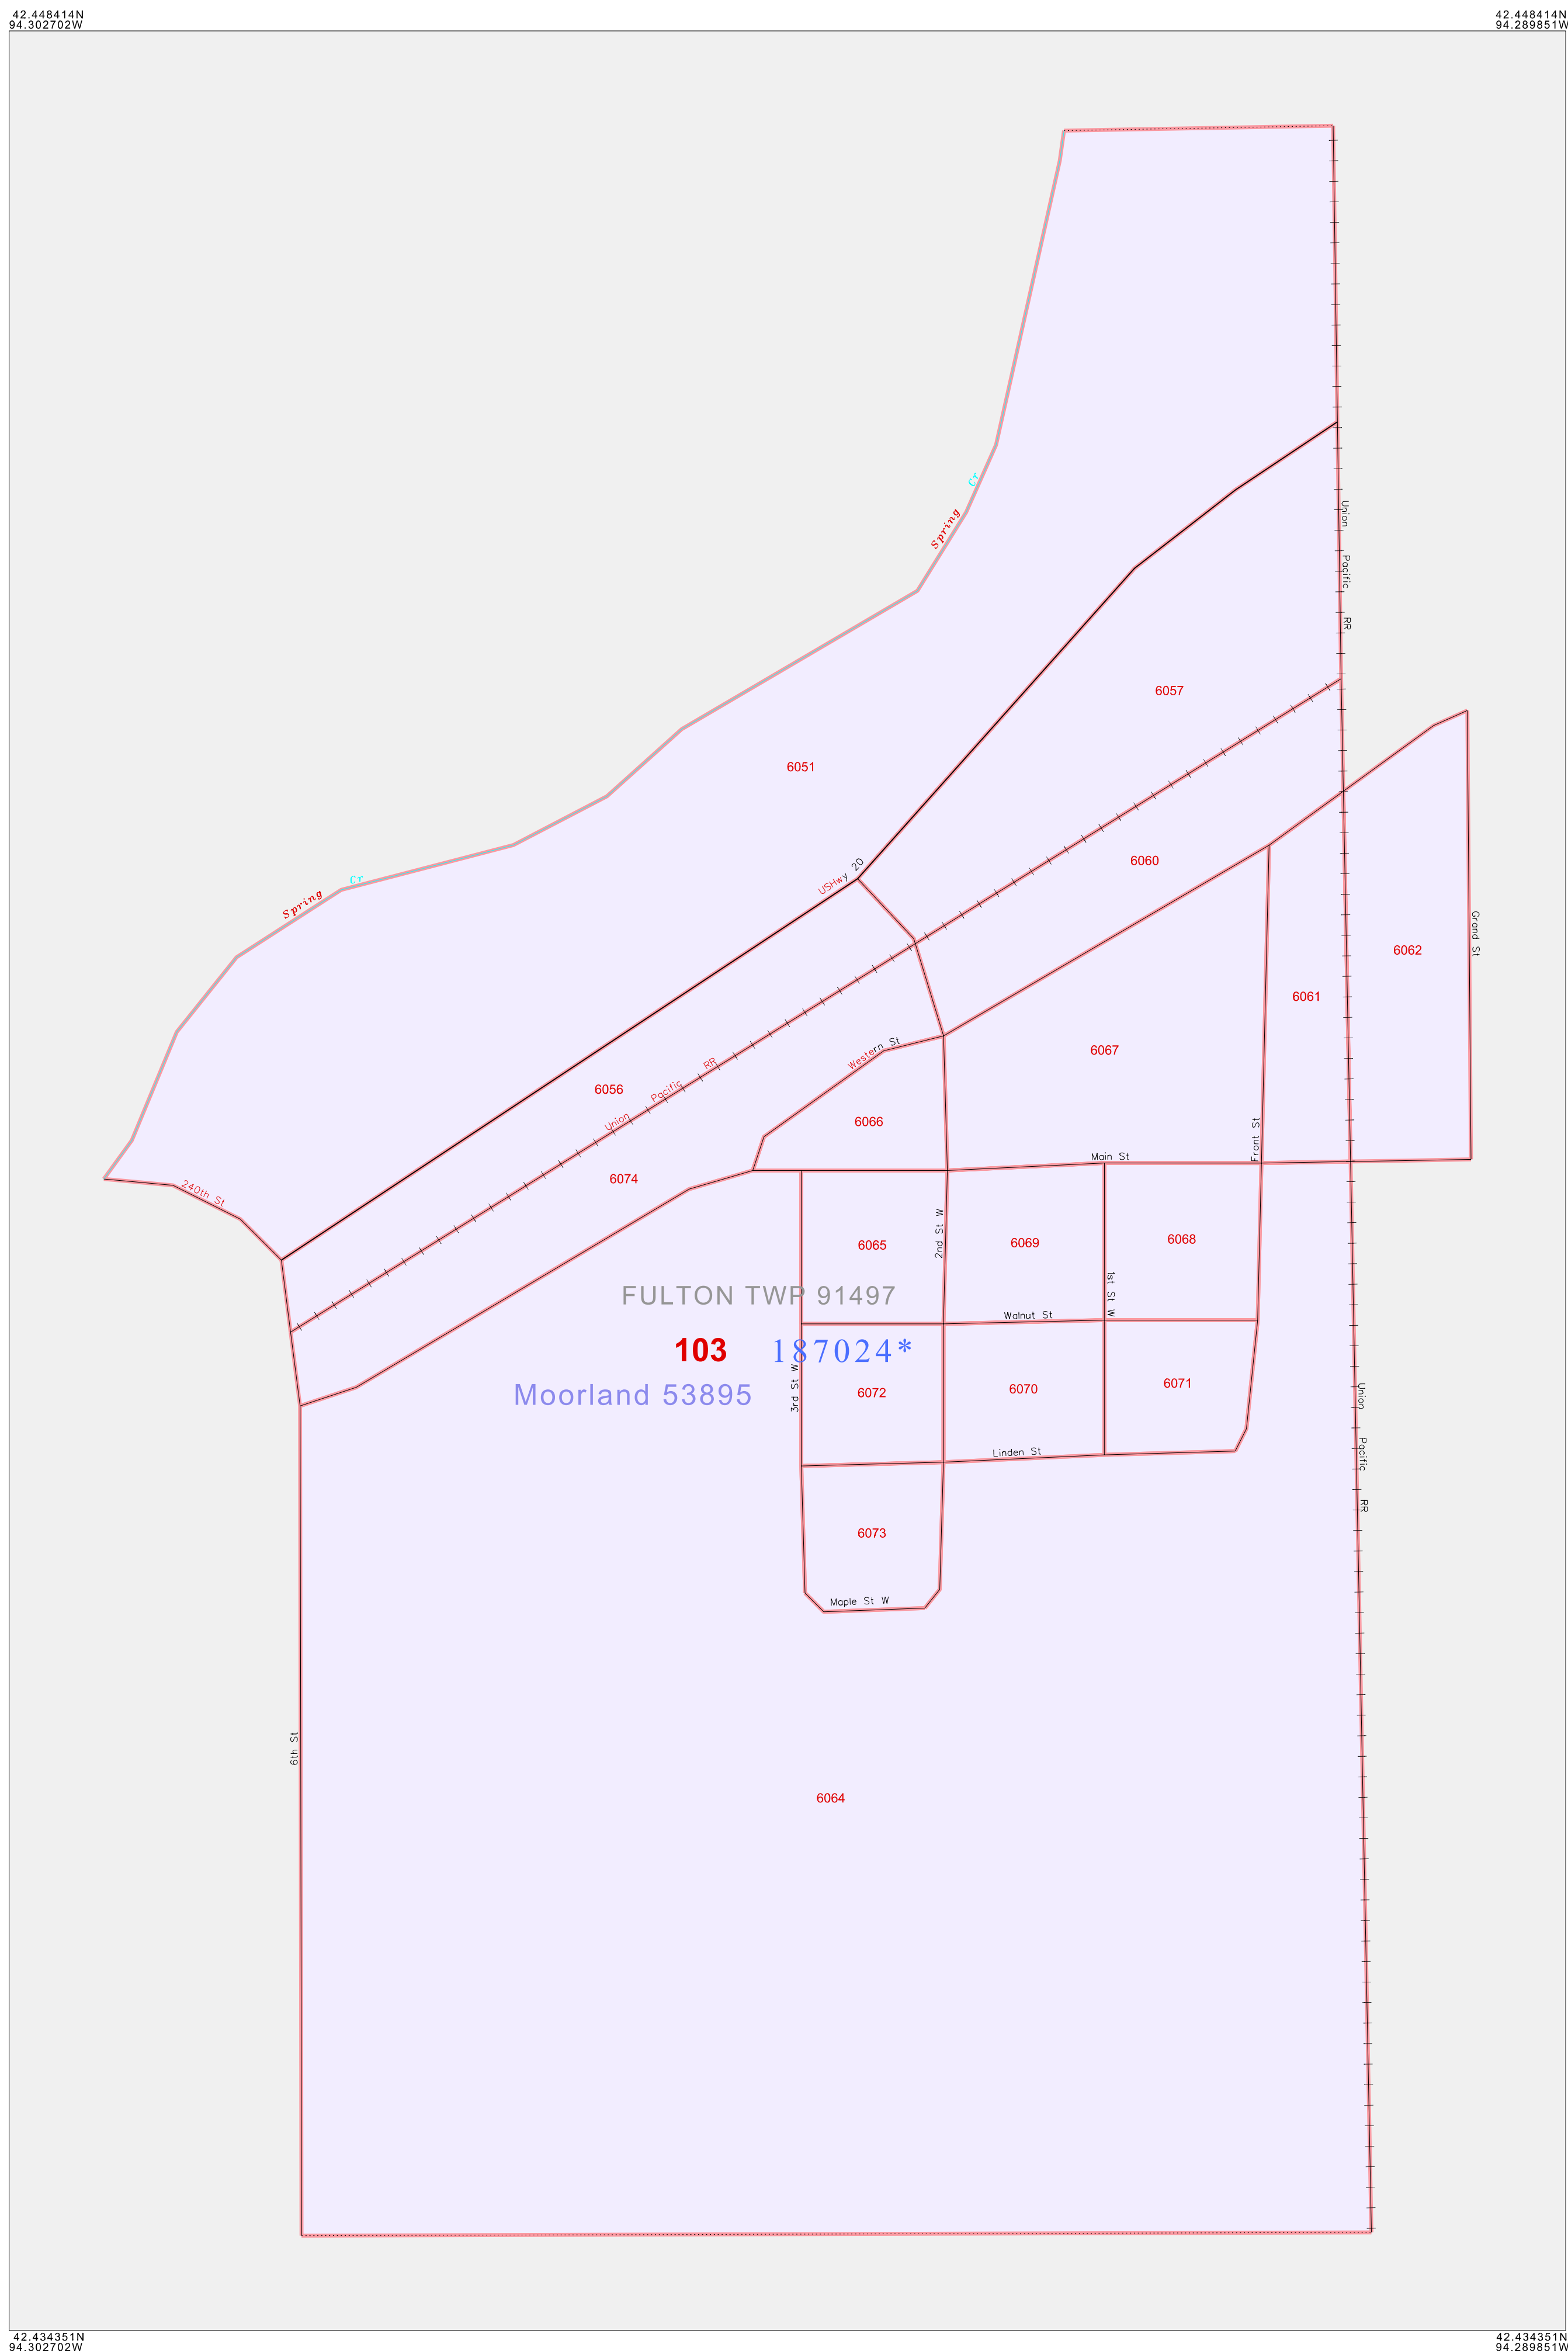 42.448414N
94.302702W
42.448414N
94.289851W
Spring Cr
Union Pacific RR
6057
6051
USHwy 20
6060
Spring Cr
Grand St
6062
6061
Western St
6067
6056
Union Pacific RR
6066
Front St
Main St
6074
240th St
2nd St W
6065
6069
6068
1st St W
FULTON TWP 91497
Walnut St
103
187024*
3rd St W
Moorland 53895
6072
6070
6071
Union Pacific RR
Linden St
6073
Maple St W
6th St
6064
42.434351N
94.302702W
42.434351N
94.289851W